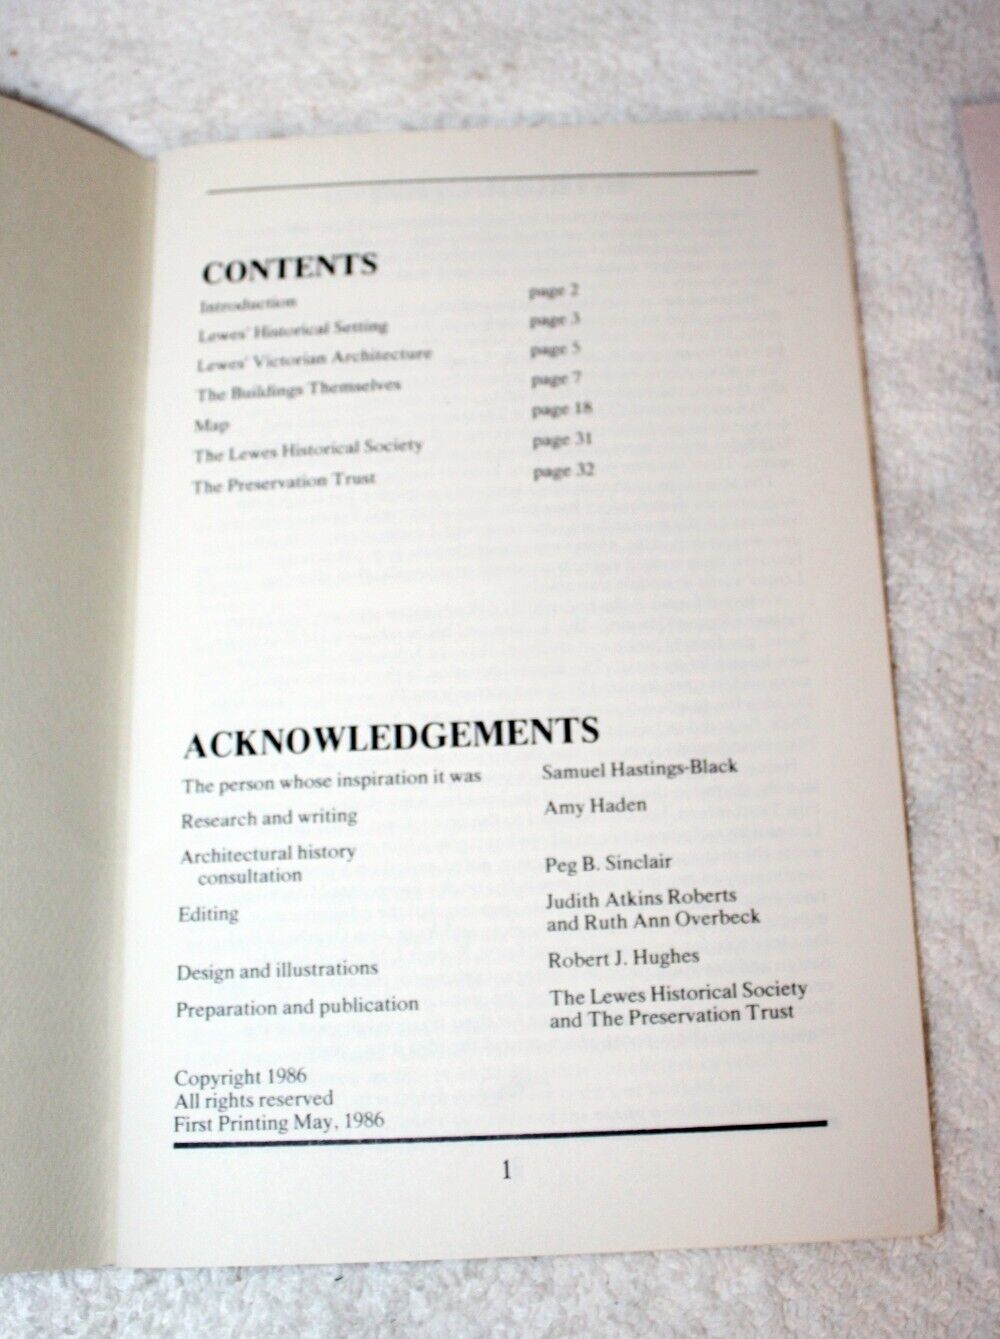 CONTENTS
Introduction page 2
Lewes' Historical Setting page 3
Lewes' Victorian Architecture page 5
The Buildings Themselves page 7
Map page 18
The Lewes Historical Society page 31
The Preservation Trust page 32
ACKNOWLEDGEMENTS
The person whose inspiration it was Samuel Hastings-Black
Research and writing Amy Haden
Architectural history
consultation Peg B. Sinclair
Editing Judith Atkins Roberts
and Ruth Ann Overbeck
Design and illustrations Robert J. Hughes
Preparation and publication The Lewes Historical Society
and The Preservation Trust
Copyright 1986
All rights reserved
First Printing May, 1986
1